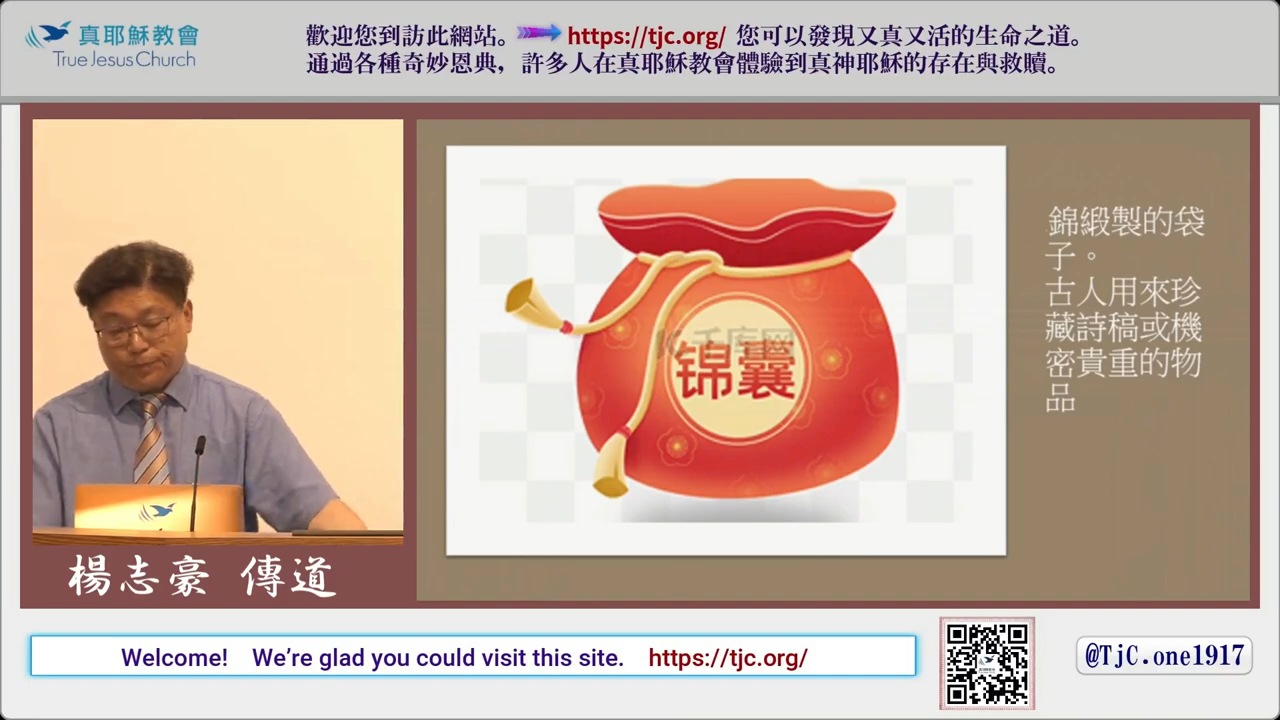 真耶穌教會
True Jesus Church
歡迎您到訪此網站。 https://tjc.org/ 您可以發現又真又活的生命之道。
通過各種奇妙恩典，許多人在真耶穌教會體驗到真神耶穌的存在與救贖。
千库网
锦囊
錦緞製的袋
子。
古人用來珍
藏詩稿或機
密貴重的物
品
楊志豪 傳道
Welcome! We’re glad you could visit this site. https://tjc.org/
@TjC.one1917